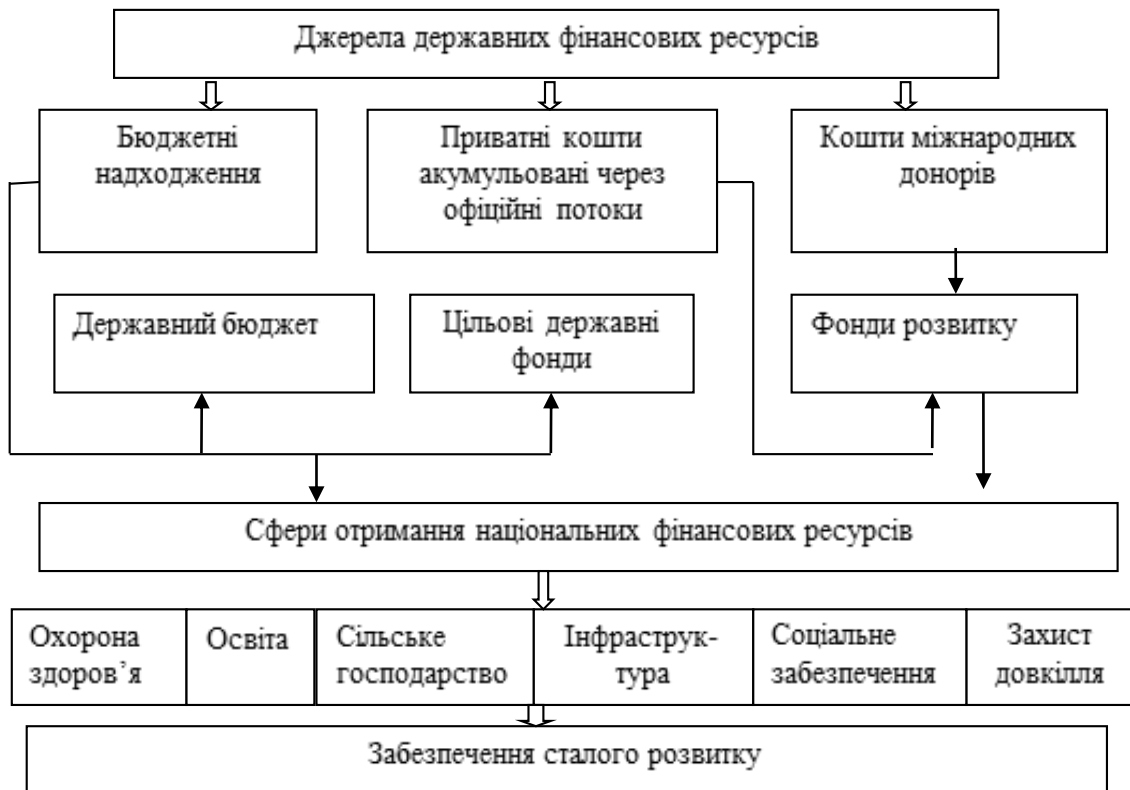 Джерела державних фінансових ресурсів
Бюджетні
надходження
Приватні кошти
акумульовані через
офіційні потоки
Кошти міжнародних
донорів
Державний бюджет
Цільові державні
фонди
Фонди розвитку
Сфери отримання національних фінансових ресурсів
Охорона
здоров’я
Освіта
Сільське
господарство
Інфраструк-
тура
Соціальне
забезпечення
Захист
довкілля
Забезпечення сталого розвитку